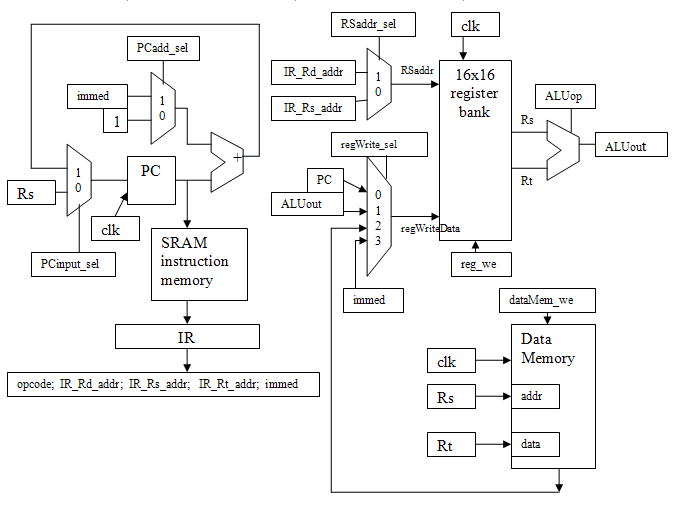 PCadd_sel
immed
1
1
0
+
1
0
PC
Rs
clk
PCinput_sel
SRAM
instruction
memory
IR
opcode; IR_Rd_addr; IR_Rs_addr; IR_Rt_addr; immed
RSaddr_sel
clk
IR_Rd_addr
1
0
RSaddr
IR_Rs_addr
16x16
register
bank
Rs
Rt
ALUop
ALUout
regWrite_sel
PC
ALUout
0
1
2
3
regWriteData
reg_we
immed
dataMem_we
Data
Memory
clk
Rs
addr
Rt
data